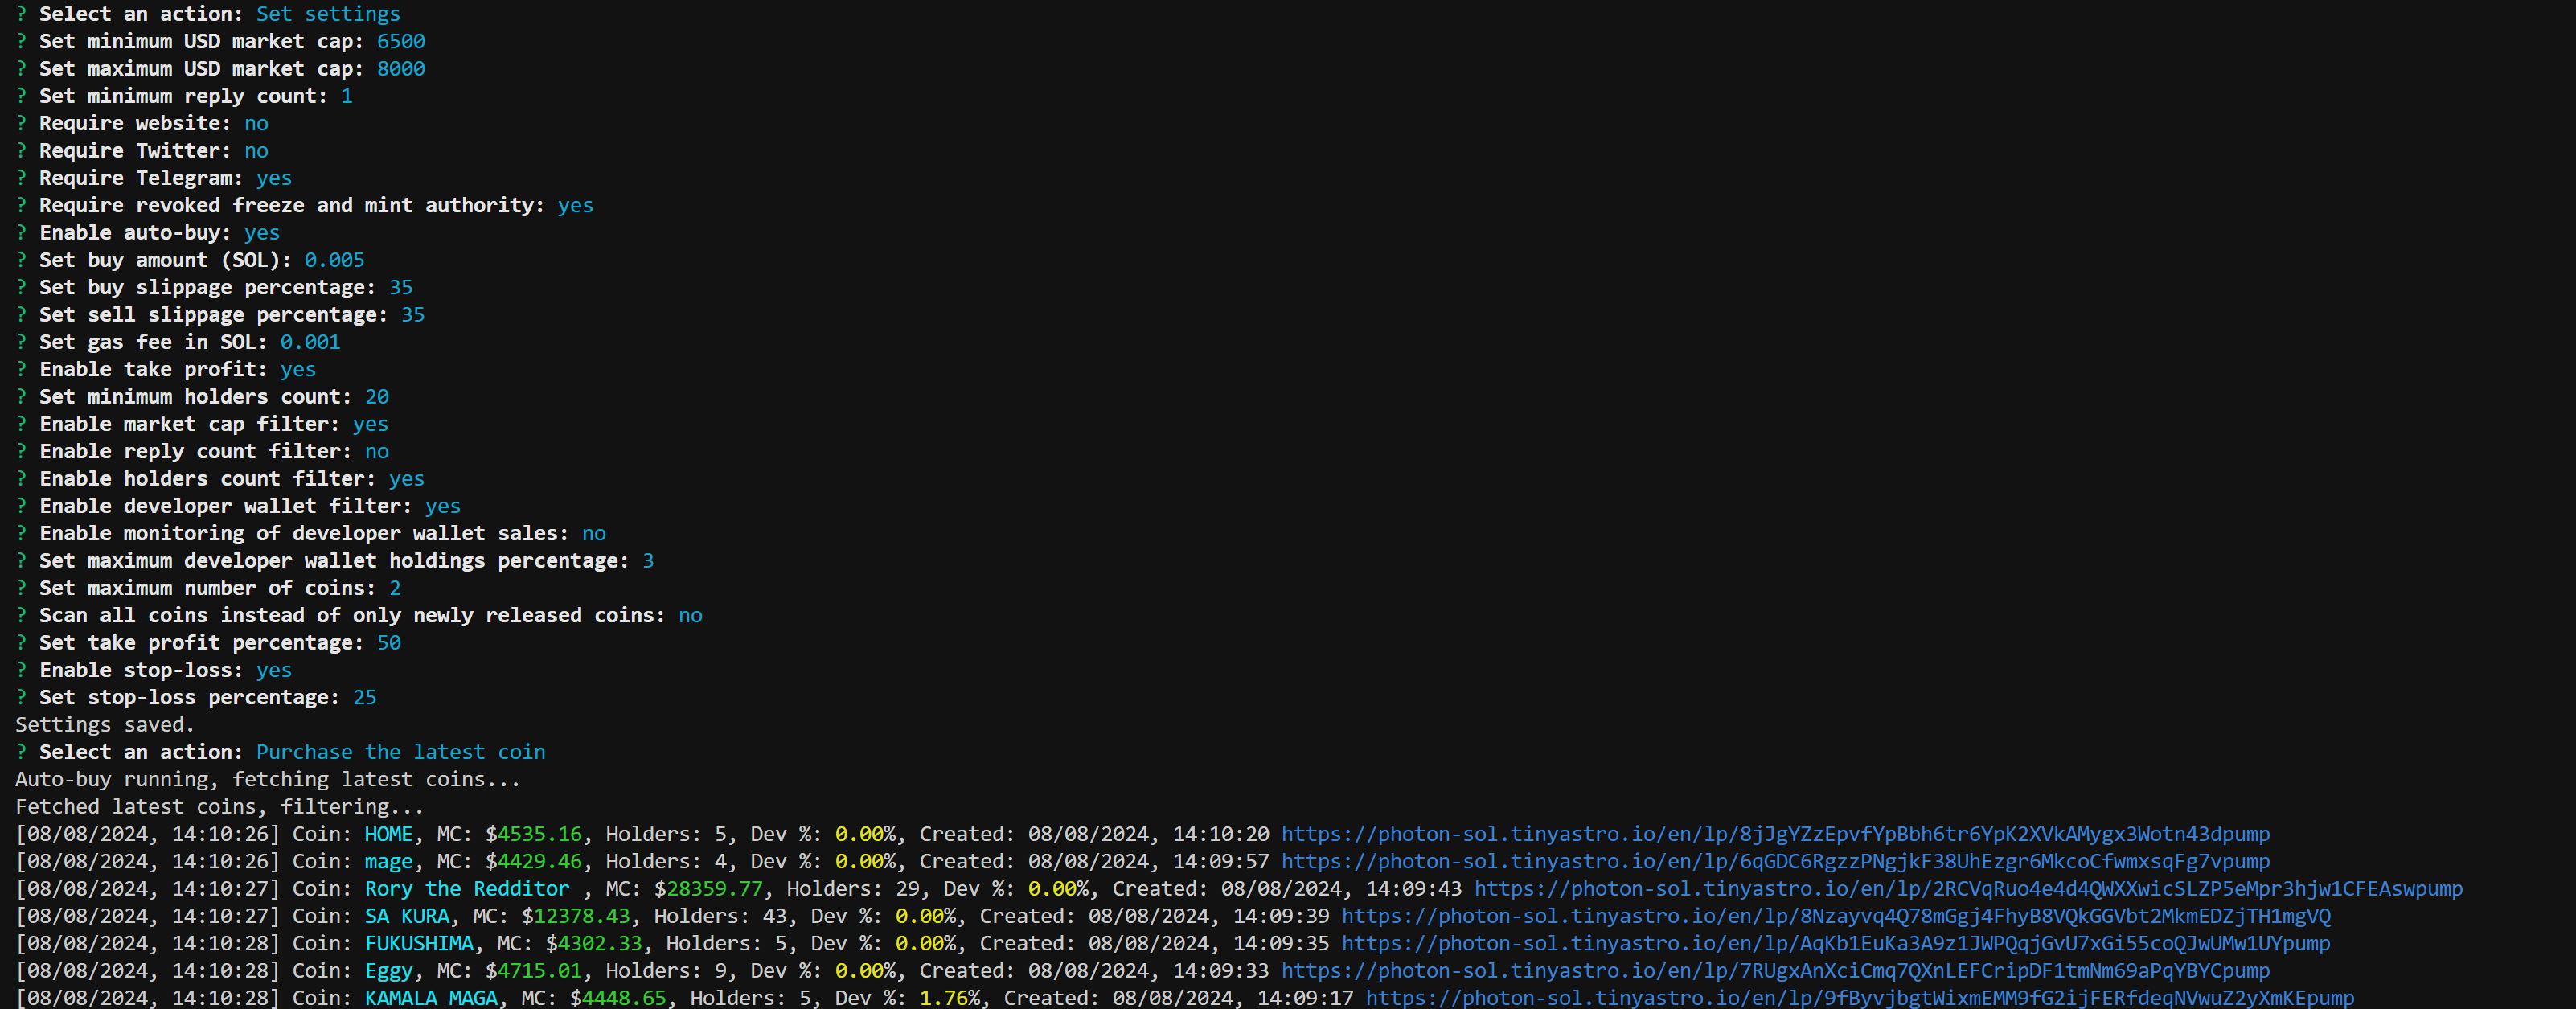 ? Select an action: Set settings
? Set minimum USD market cap: 6500
? Set maximum USD market cap: 8000
? Set minimum reply count: 1
? Require website: no
? Require Twitter: no
? Require Telegram: yes
? Require revoked freeze and mint authority: yes
? Enable auto-buy: yes
? Set buy amount (SOL): 0.005
? Set buy slippage percentage: 35
? Set sell slippage percentage: 35
? Set gas fee in SOL: 0.001
? Enable take profit: yes
? Set minimum holders count: 20
? Enable market cap filter: yes
? Enable reply count filter: no
? Enable holders count filter: yes
? Enable developer wallet filter: yes
? Enable monitoring of developer wallet sales: no
? Set maximum developer wallet holdings percentage: 3
? Set maximum number of coins: 2
? Scan all coins instead of only newly released coins: no
? Set take profit percentage: 50
? Enable stop-loss: yes
? Set stop-loss percentage: 25
Settings saved.
? Select an action: Purchase the latest coin
Auto-buy running, fetching latest coins...
Fetched latest coins, filtering...
[08/08/2024, 14:10:26] Coin: HOME, MC: $4535.16, Holders: 5, Dev %: 0.00%, Created: 08/08/2024, 14:10:20 https://photon-sol.tinyastro.io/en/lp/8jJgYZzEpvfYpBbh6tr6YpK2XVkAMygx3Wotn43dpump
[08/08/2024, 14:10:26] Coin: mage, MC: $4429.46, Holders: 4, Dev %: 0.00%, Created: 08/08/2024, 14:09:57 https://photon-sol.tinyastro.io/en/lp/6qGDC6RgzzPNgjkF38UhEzgr6MkcoCfwmxsqFg7vpump
[08/08/2024, 14:10:27] Coin: Rory the Redditor , MC: $28359.77, Holders: 29, Dev %: 0.00%, Created: 08/08/2024, 14:09:43 https://photon-sol.tinyastro.io/en/lp/2RCVqRuo4e4d4QWXXwicSLZP5eMpr3hjw1CFEAswpump
[08/08/2024, 14:10:27] Coin: SA KURA, MC: $12378.43, Holders: 43, Dev %: 0.00%, Created: 08/08/2024, 14:09:39 https://photon-sol.tinyastro.io/en/lp/8Nzayvq4Q78mGgj4FhyB8VQkGGVbt2MkmEDZjTH1mgVQ
[08/08/2024, 14:10:28] Coin: FUKUSHIMA, MC: $4302.33, Holders: 5, Dev %: 0.00%, Created: 08/08/2024, 14:09:35 https://photon-sol.tinyastro.io/en/lp/AqKb1EuKa3A9z1JWPQqjGvU7xGi55coQJwUMw1UYpump
[08/08/2024, 14:10:28] Coin: Eggy, MC: $4715.01, Holders: 9, Dev %: 0.00%, Created: 08/08/2024, 14:09:33 https://photon-sol.tinyastro.io/en/lp/7RUgxAnXciCmq7QXnLEFCripDF1tmNm69aPqYBYCpump
[08/08/2024, 14:10:28] Coin: KAMALA MAGA, MC: $4448.65, Holders: 5, Dev %: 1.76%, Created: 08/08/2024, 14:09:17 https://photon-sol.tinyastro.io/en/lp/9fByvjbgtWixmEMM9fG2ijFERfdeqNVwuZ2yXmKEpump